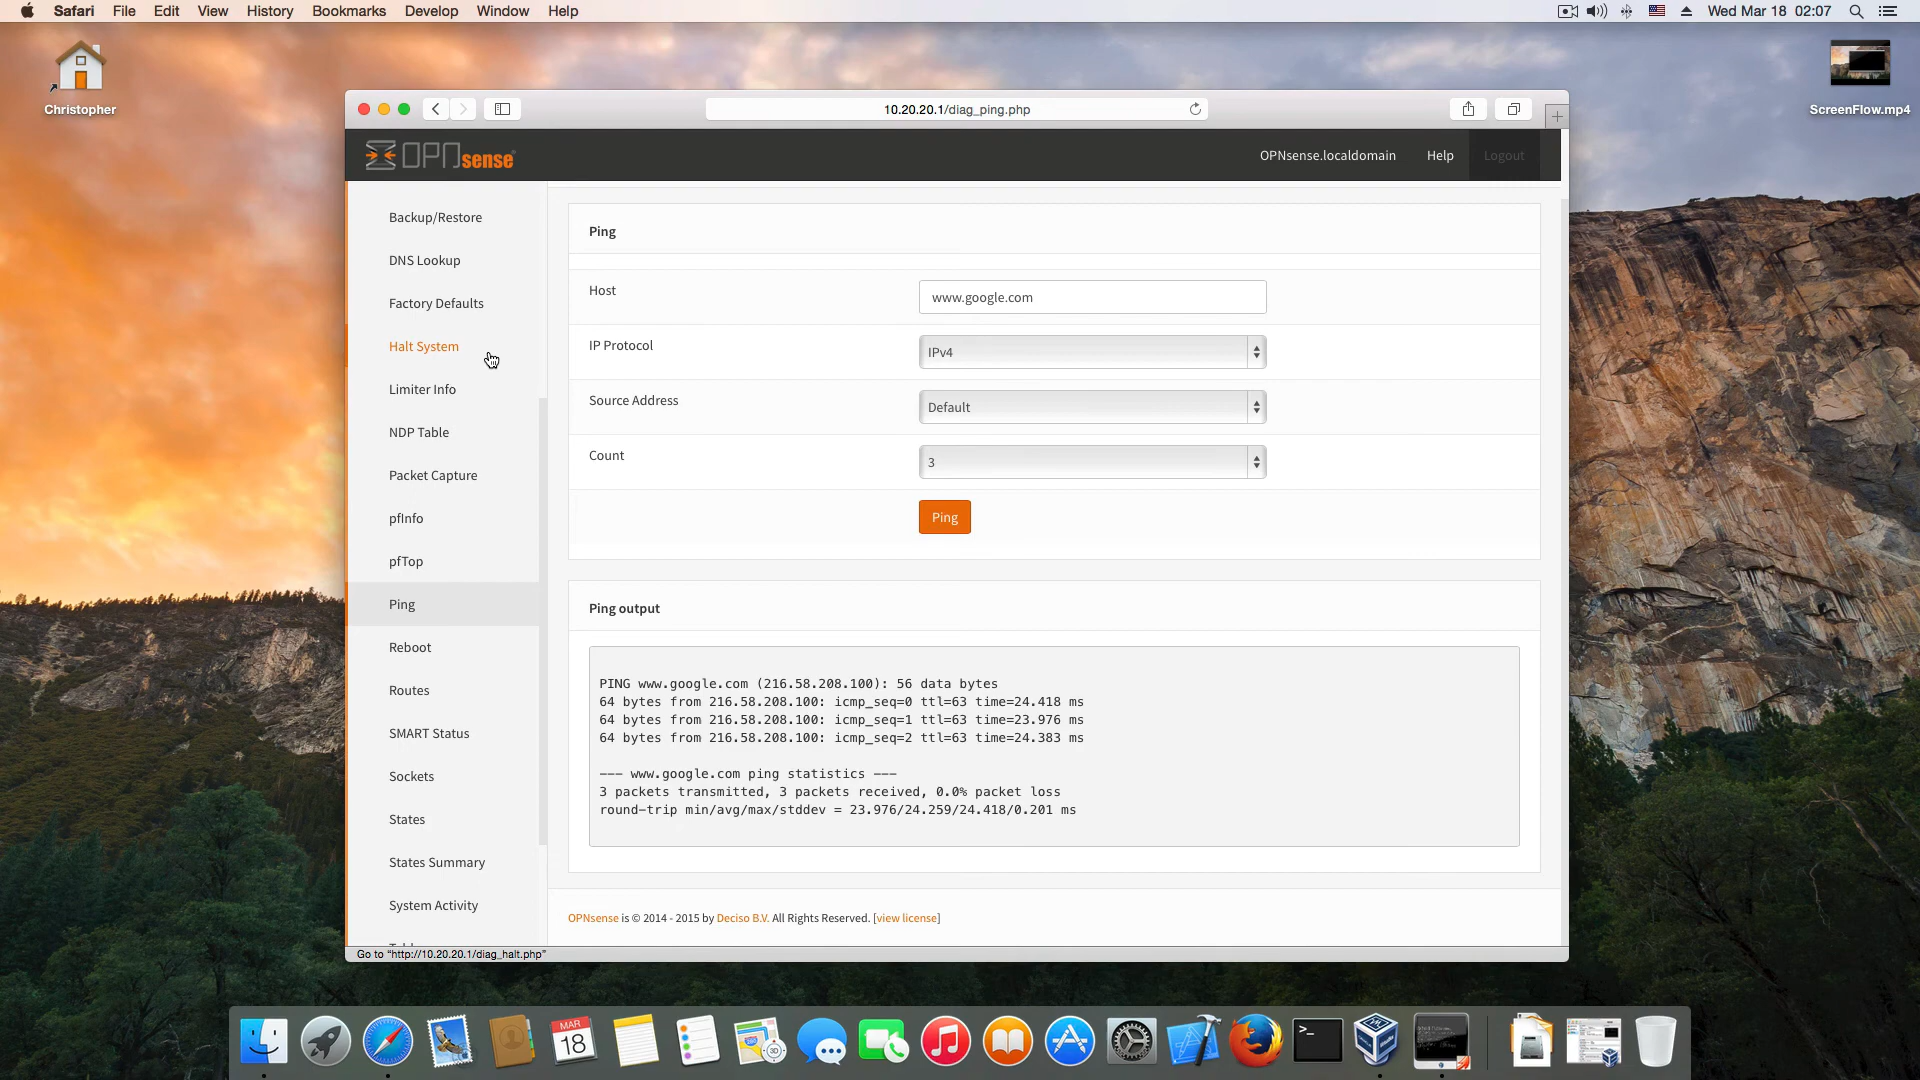 Safari File Edit View History Bookmarks Develop Window Help
Wed Mar 18 02:07
Christopher
ScreenFlow.mp4
10.20.20.1/diag_ping.php
OPNsense
OPNsense.localdomain Help Logout
Backup/Restore
DNS Lookup
Factory Defaults
Halt System
Limiter Info
NDP Table
Packet Capture
pfInfo
pfTop
Ping
Reboot
Routes
SMART Status
Sockets
States
States Summary
System Activity
Ping
Host
www.google.com
IP Protocol
IPv4
Source Address
Default
Count
3
Ping
Ping output
PING www.google.com (216.58.208.100): 56 data bytes
64 bytes from 216.58.208.100: icmp_seq=0 ttl=63 time=24.418 ms
64 bytes from 216.58.208.100: icmp_seq=1 ttl=63 time=23.976 ms
64 bytes from 216.58.208.100: icmp_seq=2 ttl=63 time=24.383 ms
--- www.google.com ping statistics ---
3 packets transmitted, 3 packets received, 0.0% packet loss
round-trip min/avg/max/stddev = 23.976/24.259/24.418/0.201 ms
OPNsense is © 2014 - 2015 by Deciso B.V. All Rights Reserved. [view license]
Go to "http://10.20.20.1/diag_halt.php"
MAR
18
3D
>_